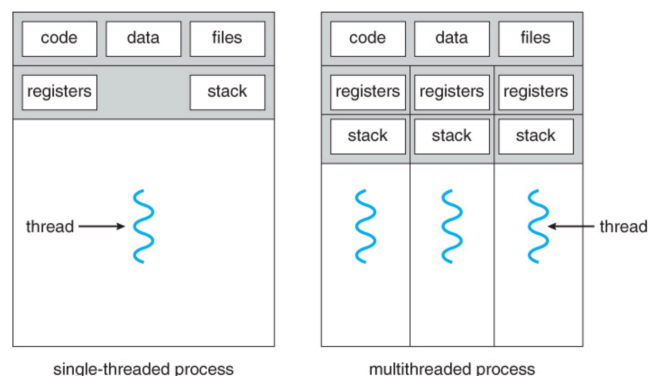 code data files code data files
registers stack registers registers registers
stack stack stack
thread thread
single-threaded process multithreaded process